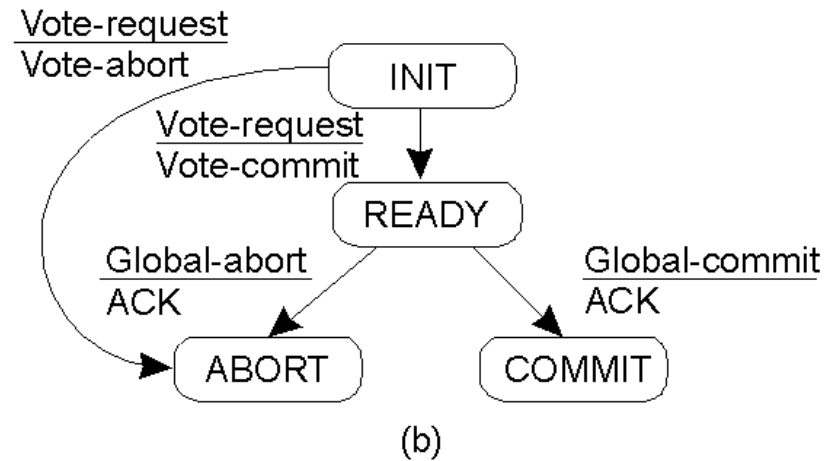 Vote-request
Vote-abort
INIT
Vote-request
Vote-commit
READY
Global-abort
ACK
Global-commit
ACK
ABORT
COMMIT
(b)